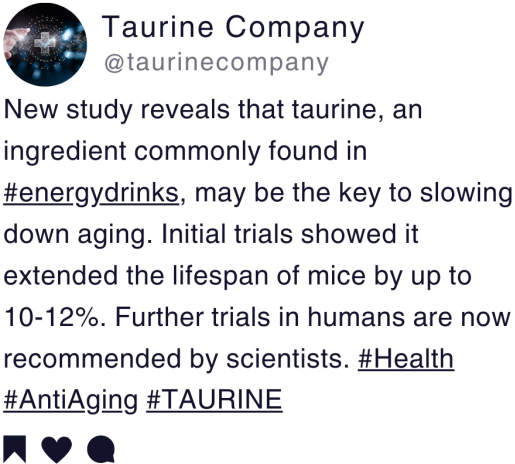 Taurine Company
@taurinecompany
New study reveals that taurine, an
ingredient commonly found in
#energydrinks, may be the key to slowing
down aging. Initial trials showed it
extended the lifespan of mice by up to
10-12%. Further trials in humans are now
recommended by scientists. #Health
#AntiAging #TAURINE